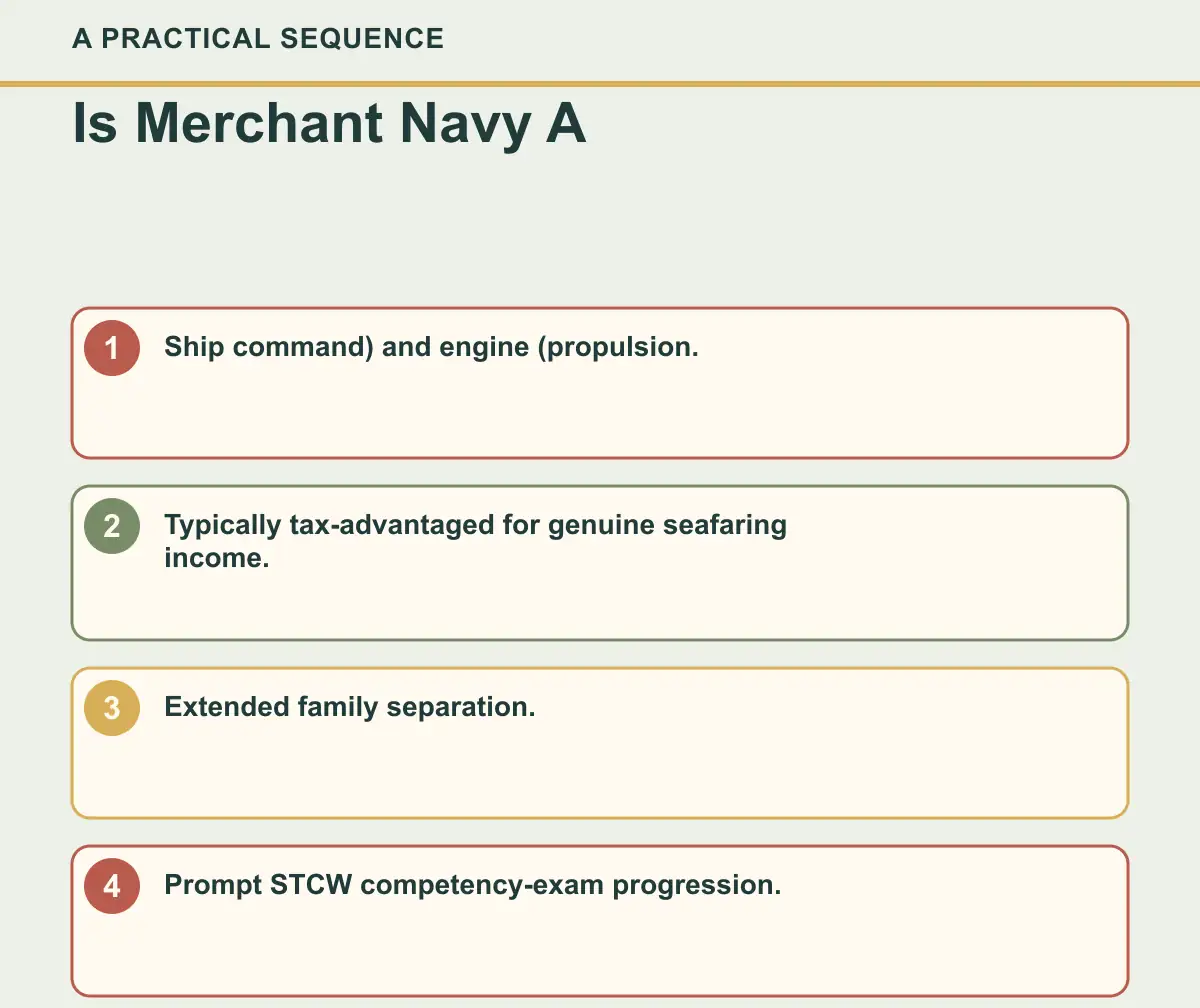 A PRACTICAL SEQUENCE
Is Merchant Navy A
1
Ship command) and engine (propulsion.
2
Typically tax-advantaged for genuine seafaring
income.
3
Extended family separation.
4
Prompt STCW competency-exam progression.